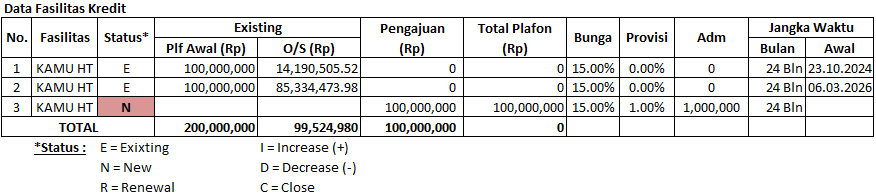 Data Fasilitas Kredit
No. Fasilitas Status* Existing Pengajuan (Rp) Total Plafon (Rp) Bunga Provisi Adm Jangka Waktu
Plf Awal (Rp) O/S (Rp) Bulan Awal
1 KAMU HT E 100,000,000 14,190,505.52 0 0 15.00% 0.00% 0 24 Bln 23.10.2024
2 KAMU HT E 100,000,000 85,334,473.98 0 0 15.00% 0.00% 0 24 Bln 06.03.2026
3 KAMU HT N 100,000,000 100,000,000 15.00% 1.00% 1,000,000 24 Bln
TOTAL 200,000,000 99,524,980 100,000,000 0
*Status : E = Exixting I = Increase (+)
N = New D = Decrease (-)
R = Renewal C = Close